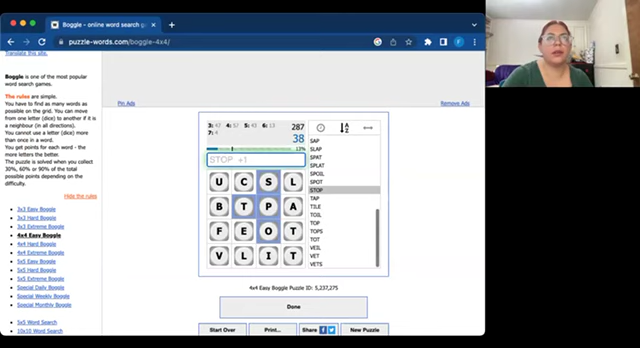 Boggle - online word search g
puzzle-words.com/boggle-4x4/
Translate this site.
Boggle is one of the most popular
word search games.
The rules are simple.
You have to find as many words as
possible on the grid. You can move
from one letter (dice) to another if it is
a neighbour (in all directions).
You cannot use a letter (dice) more
than once in a word.
You get points for each word - the
more letters the better.
The puzzle is solved when you collect
30%, 60% or 90% of the total
possible points depending on the
difficulty.
Hide the rules
3x3 Easy Boggle
3x3 Hard Boggle
3x3 Extreme Boggle
4x4 Easy Boggle
4x4 Hard Boggle
4x4 Extreme Boggle
5x5 Easy Boggle
5x5 Hard Boggle
5x5 Extreme Boggle
Special Daily Boggle
Special Weekly Boggle
Special Monthly Boggle
5x5 Word Search
10x10 Word Search
Pin Ads
Remove Ads
287
38
13%
STOP +1
U C S L
B T P A
F E O T
V L I T
SAP
SLAP
SPAT
SPLAT
SPOIL
SPOT
STOP
TAP
TILE
TOIL
TOP
TOPS
TOT
VEIL
VET
VETS
4x4 Easy Boggle Puzzle ID: 5,237,275
Done
Start Over
Print...
Share
New Puzzle